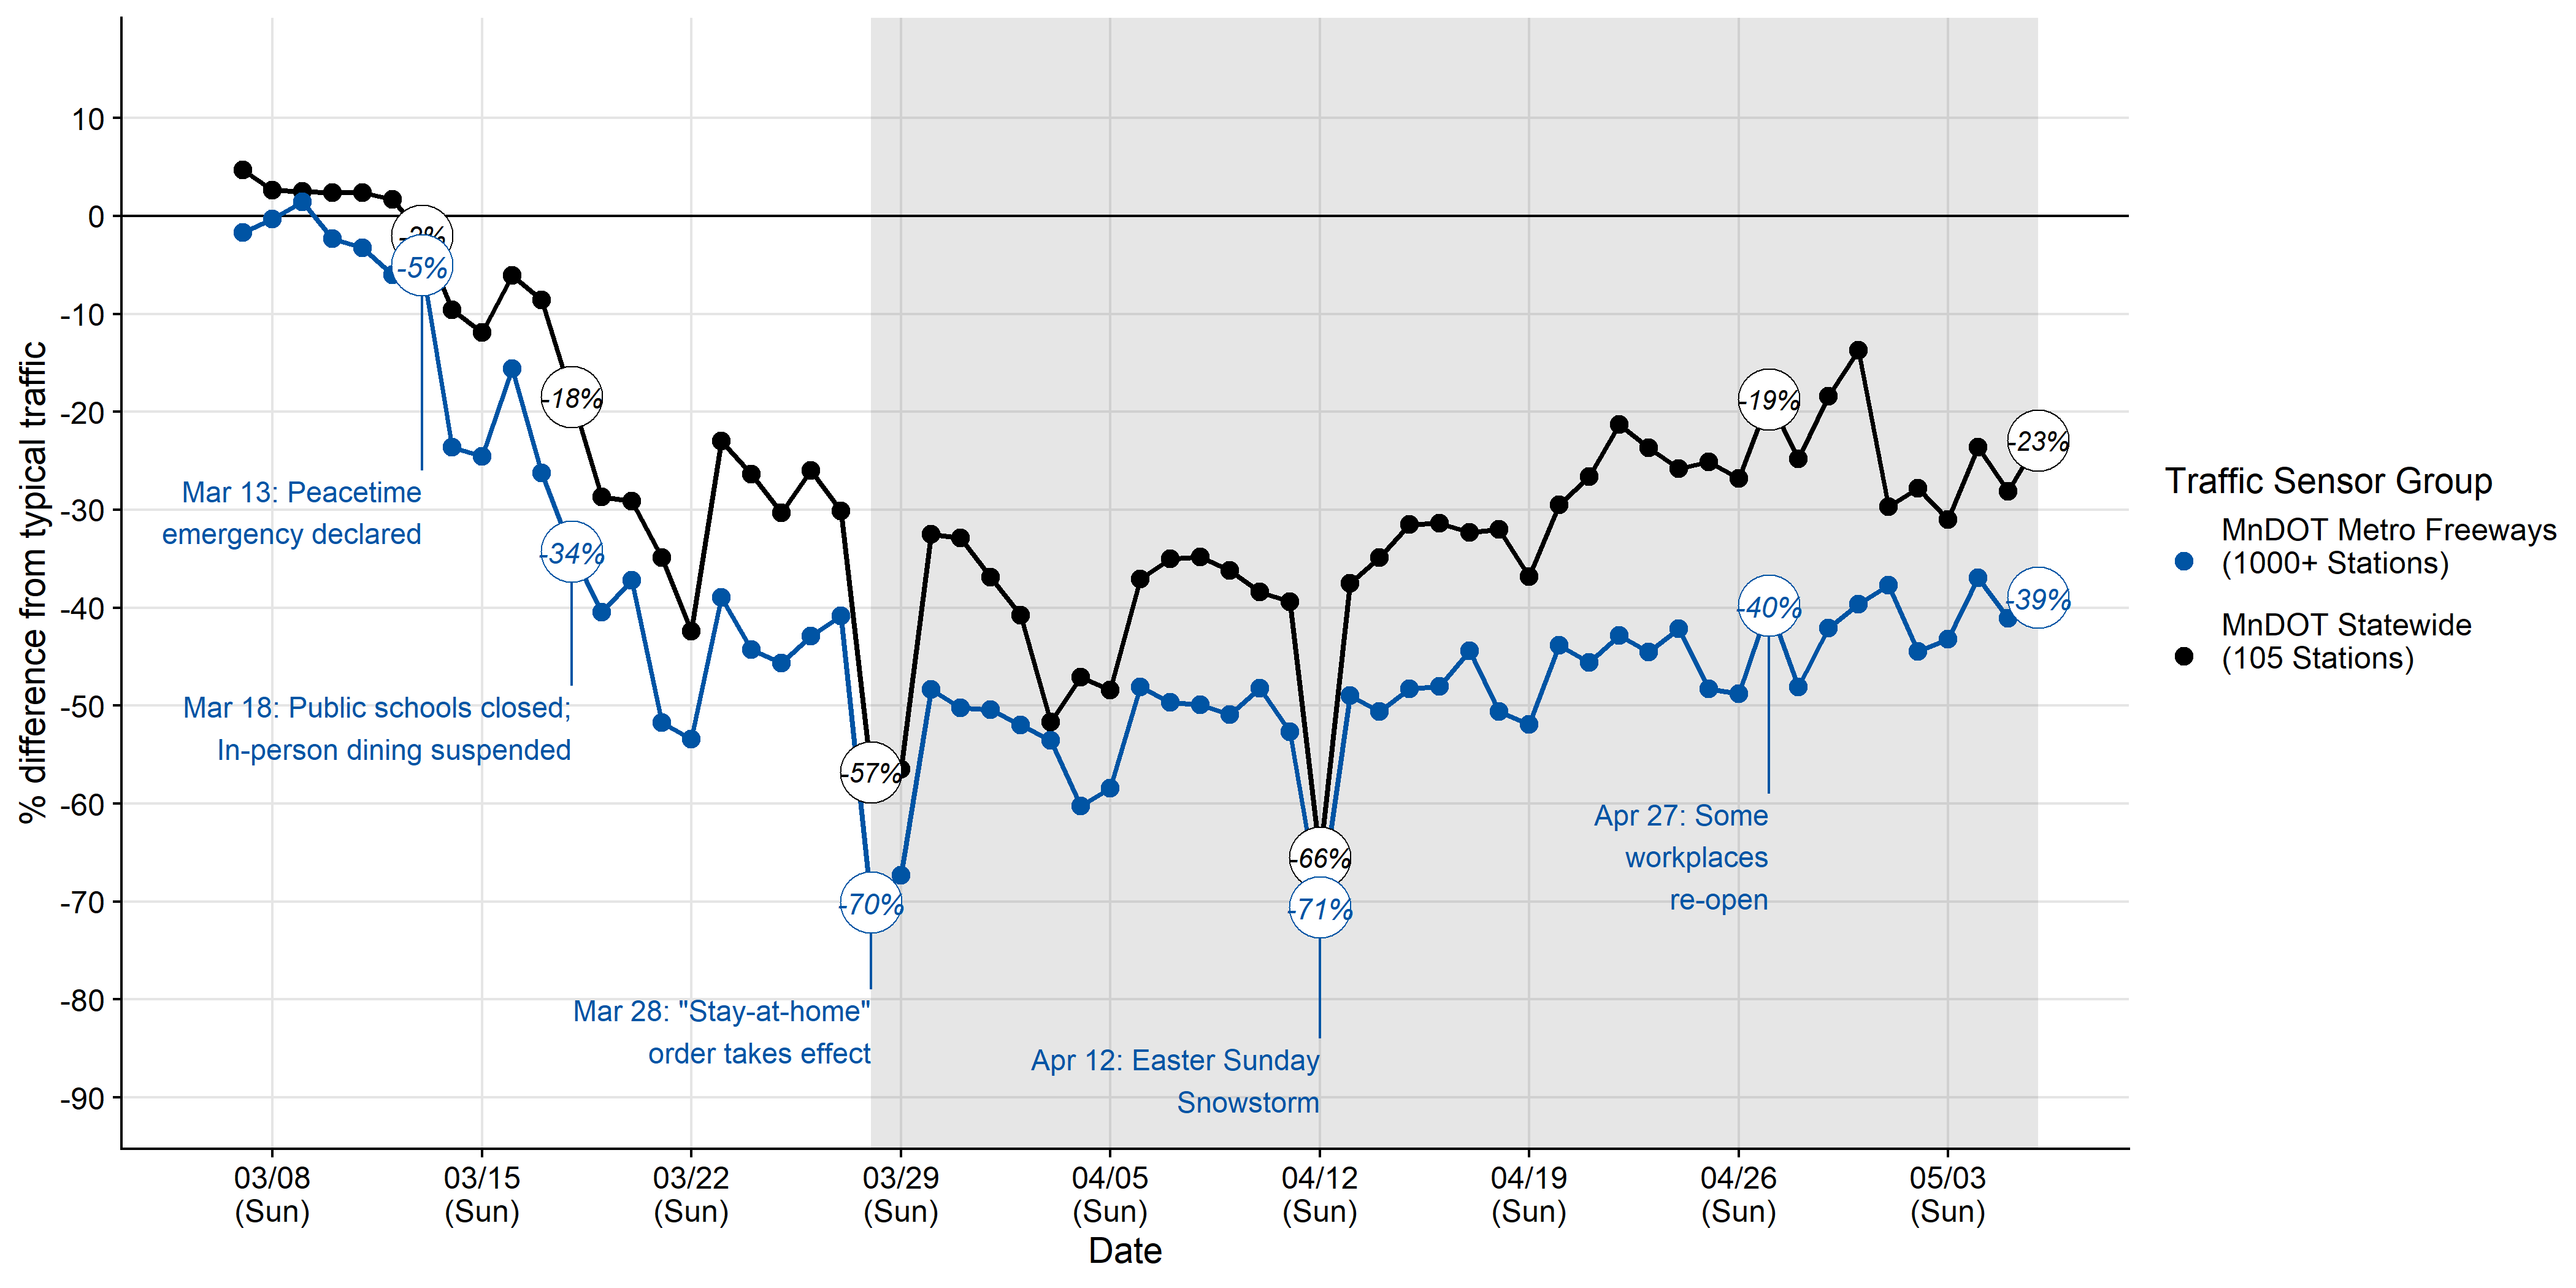 % difference from typical traffic
10
0
-10
-20
-30
-40
-50
-60
-70
-80
-90
-5%
-18%
-34%
-57%
-70%
-66%
-71%
-19%
-40%
-23%
-39%
Mar 13: Peacetime
emergency declared
Mar 18: Public schools closed;
In-person dining suspended
Mar 28: "Stay-at-home"
order takes effect
Apr 12: Easter Sunday
Snowstorm
Apr 27: Some
workplaces
re-open
03/08
(Sun)
03/15
(Sun)
03/22
(Sun)
03/29
(Sun)
04/05
(Sun)
04/12
(Sun)
04/19
(Sun)
04/26
(Sun)
05/03
(Sun)
Date
Traffic Sensor Group
MnDOT Metro Freeways
(1000+ Stations)
MnDOT Statewide
(105 Stations)